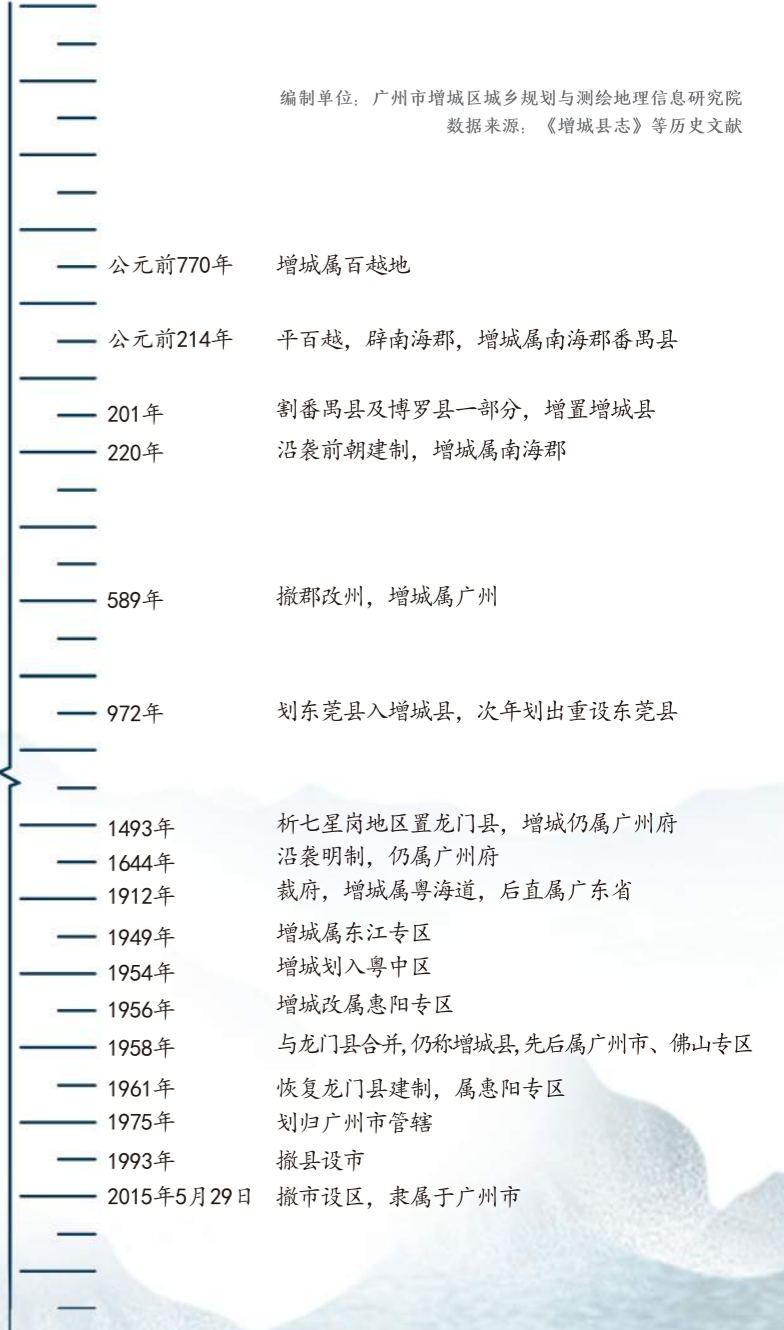 编制单位：广州市增城区城乡规划与测绘地理信息研究院
数据来源：《增城县志》等历史文献
公元前770年 增城属百越地
公元前214年 平百越，辟南海郡，增城属南海郡番禺县
201年 割番禺县及博罗县一部分，增置增城县
220年 沿袭前朝建制，增城属南海郡
589年 撤郡改州，增城属广州
972年 划东莞县入增城县，次年划出重设东莞县
1493年 析七星岗地区置龙门县，增城仍属广州府
1644年 沿袭明制，仍属广州府
1912年 裁府，增城属粤海道，后直属广东省
1949年 增城属东江专区
1954年 增城划入粤中区
1956年 增城改属惠阳专区
1958年 与龙门县合并,仍称增城县,先后属广州市、佛山专区
1961年 恢复龙门县建制，属惠阳专区
1975年 划归广州市管辖
1993年 撤县设市
2015年5月29日 撤市设区，隶属于广州市